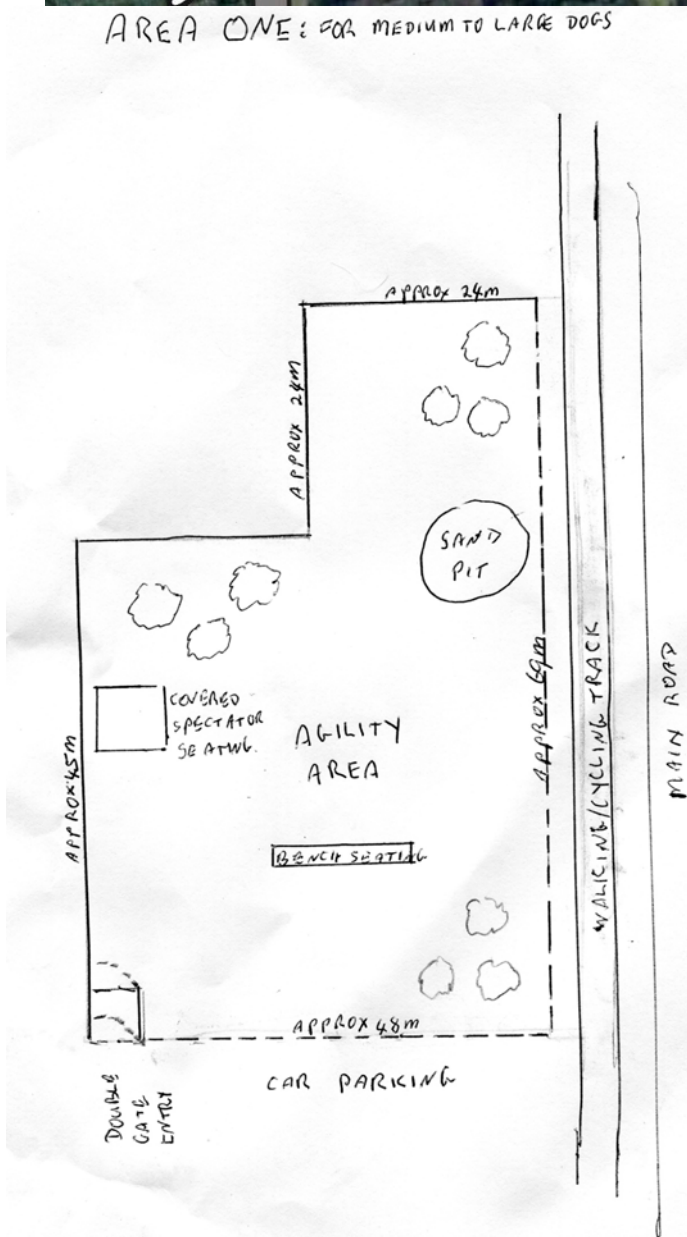 AREA ONE: FOR MEDIUM TO LARGE DOGS
APPROX 24m
APPROX 24m
SAND
PIT
COVERED
SPECTATOR
SEATING.
AGILITY
AREA
APPROX 45m
APPROX 69m
WALKING/CYCLING TRACK
MAIN ROAD
BENCH SEATING
APPROX 48m
DOUBLE
GATE
ENTRY
CAR PARKING